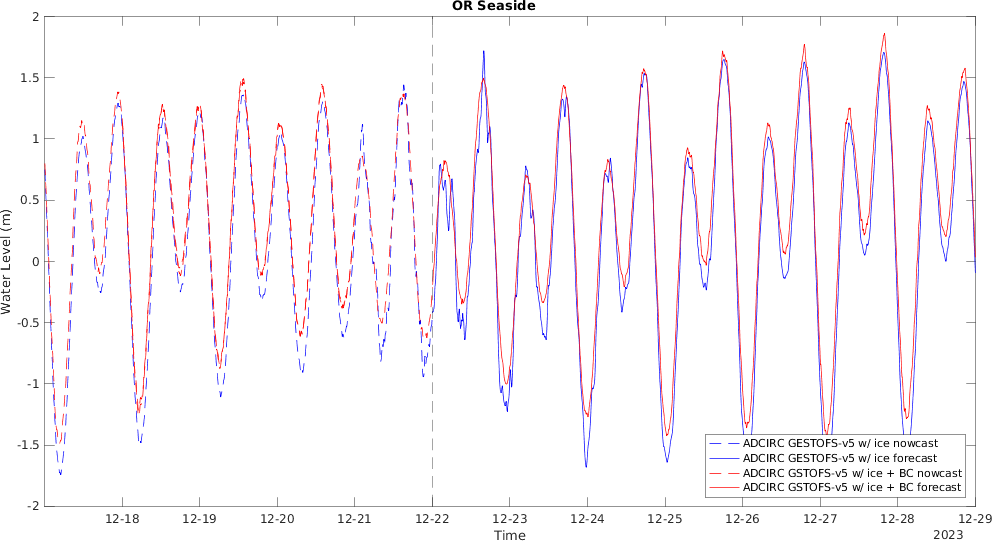 OR Seaside
2
1.5
1
0.5
0
-0.5
-1
-1.5
-2
Water Level (m)
12-18 12-19 12-20 12-21 12-22 12-23 12-24 12-25 12-26 12-27 12-28 12-29
Time
2023
ADCIRC GESTOFS-v5 w/ ice nowcast
ADCIRC GESTOFS-v5 w/ ice forecast
ADCIRC GSTOFS-v5 w/ ice + BC nowcast
ADCIRC GSTOFS-v5 w/ ice + BC forecast